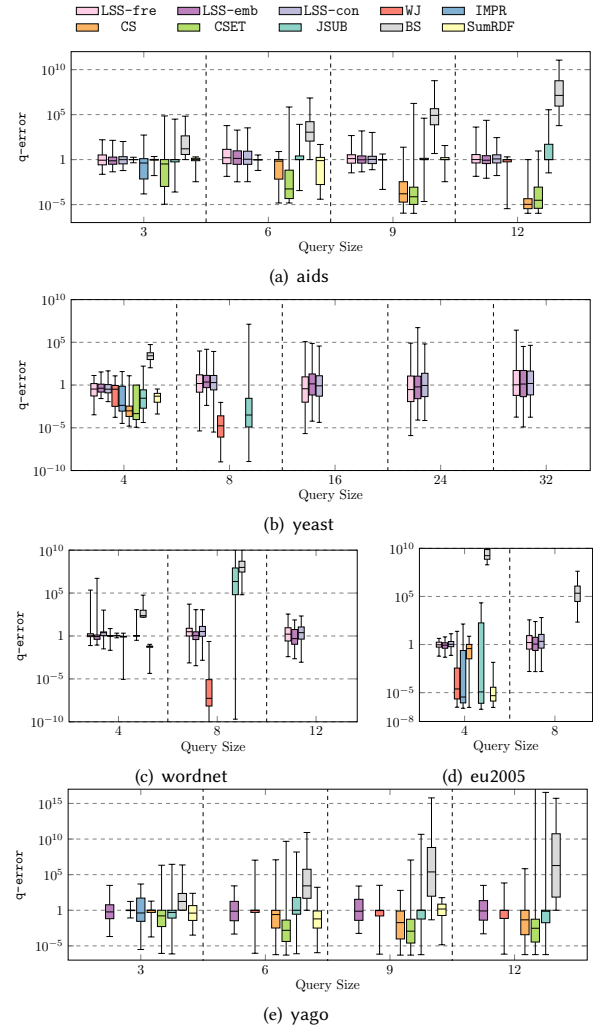 LSS-fre LSS-emb LSS-con WJ IMPR
CS CSET JSUB BS SumRDF
10^10
10^5
1
10^−5
q-error
3 6 9 12
Query Size
(a) aids
10^10
10^5
1
10^−5
10^−10
q-error
4 8 16 24 32
Query Size
(b) yeast
10^10
10^5
1
10^−5
10^−10
q-error
4 8 12
Query Size
(c) wordnet
10^10
10^5
1
10^−5
10^−8
4 8
Query Size
(d) eu2005
10^15
10^10
10^5
1
10^−5
q-error
3 6 9 12
Query Size
(e) yago